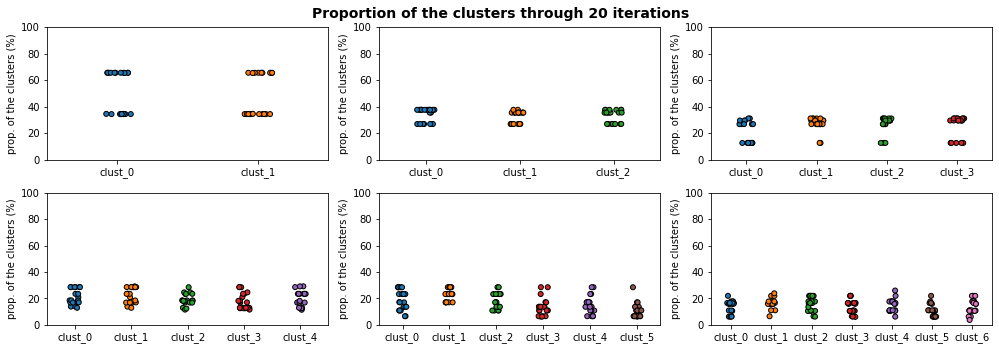 Proportion of the clusters through 20 iterations
prop. of the clusters (%)
100
80
60
40
20
0
clust_0 clust_1
prop. of the clusters (%)
100
80
60
40
20
0
clust_0 clust_1 clust_2
prop. of the clusters (%)
100
80
60
40
20
0
clust_0 clust_1 clust_2 clust_3
prop. of the clusters (%)
100
80
60
40
20
0
clust_0 clust_1 clust_2 clust_3 clust_4
prop. of the clusters (%)
100
80
60
40
20
0
clust_0 clust_1 clust_2 clust_3 clust_4 clust_5
prop. of the clusters (%)
100
80
60
40
20
0
clust_0 clust_1 clust_2 clust_3 clust_4 clust_5 clust_6